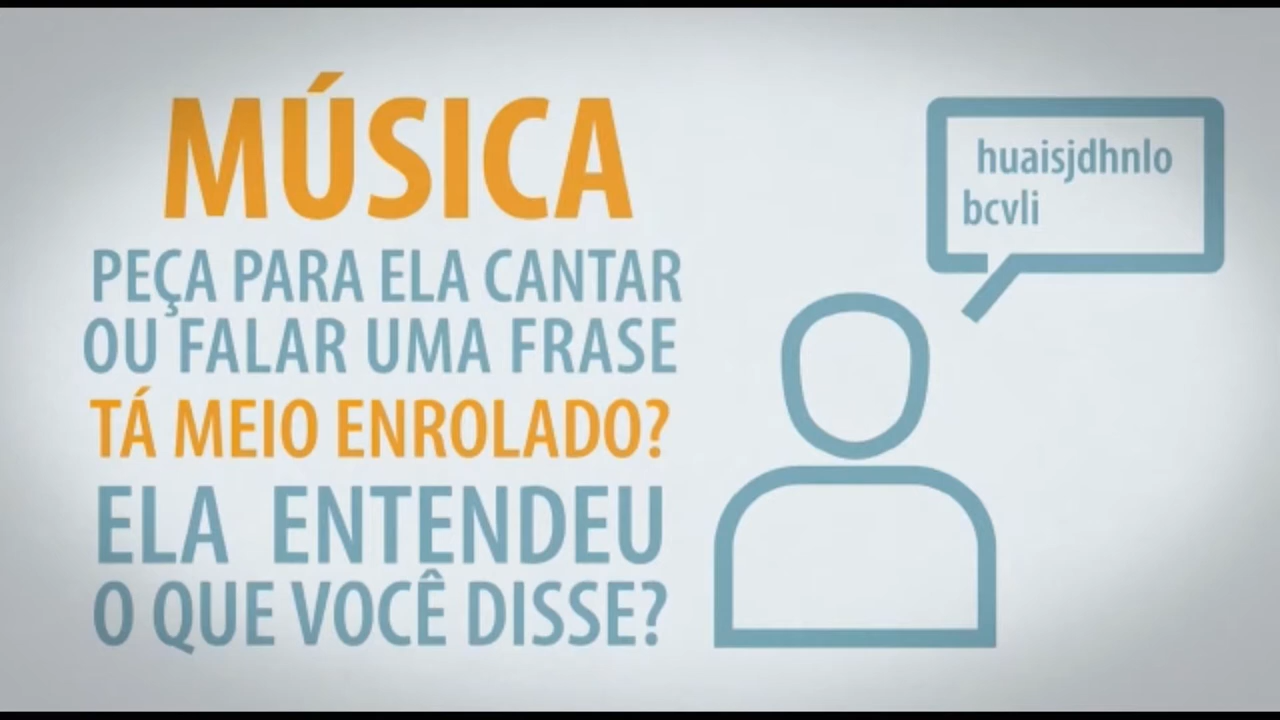 MÚSICA
PEÇA PARA ELA CANTAR
OU FALAR UMA FRASE
TÁ MEIO ENROLADO?
ELA ENTENDEU
O QUE VOCÊ DISSE?
huaisjdhnlo
bcvli